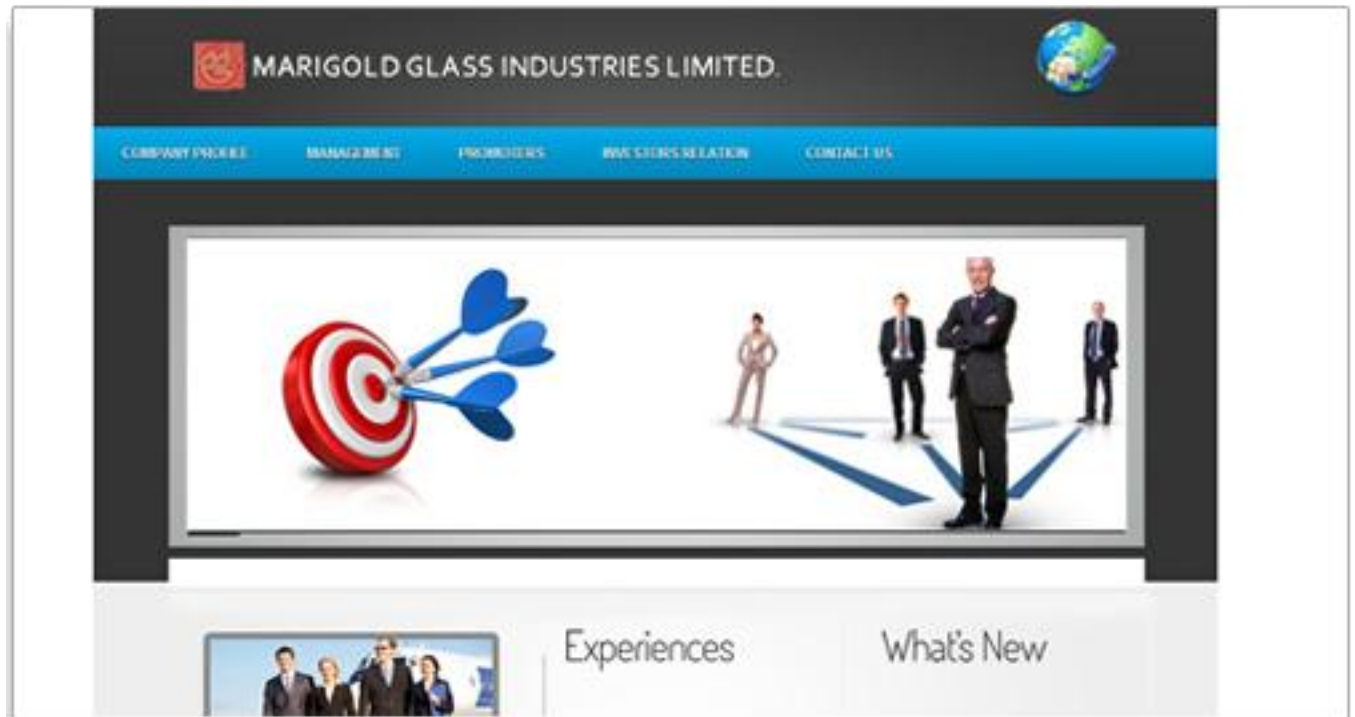 MARIGOLD GLASS INDUSTRIES LIMITED.
COMPANY PROFILE MANAGEMENT PROMOTERS INVESTORS RELATION CONTACT US
Experiences What's New